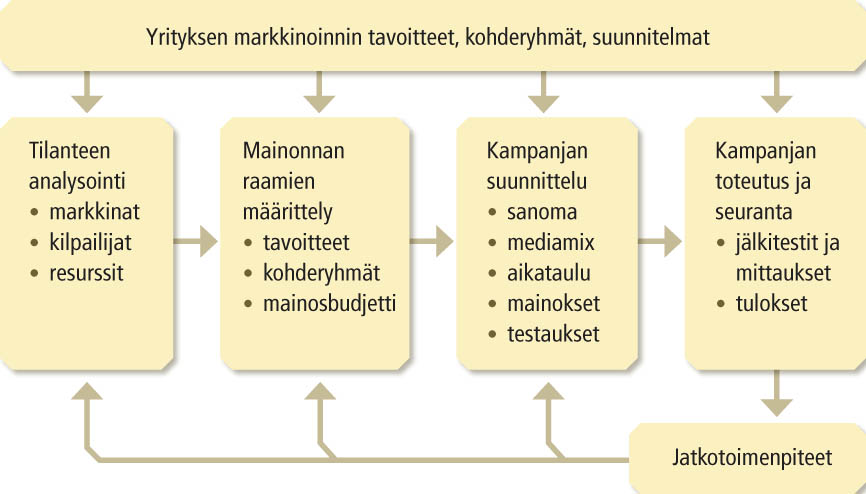 Yrityksen markkinoinnin tavoitteet, kohderyhmät, suunnitelmat
Tilanteen
analysointi
• markkinat
• kilpailijat
• resurssit
Mainonnan
raamien
määrittely
• tavoitteet
• kohderyhmät
• mainosbudjetti
Kampanjan
suunnittelu
• sanoma
• mediamix
• aikataulu
• mainokset
• testaukset
Kampanjan
toteutus ja
seuranta
• jälkitestit ja
mittaukset
• tulokset
Jatkotoimenpiteet